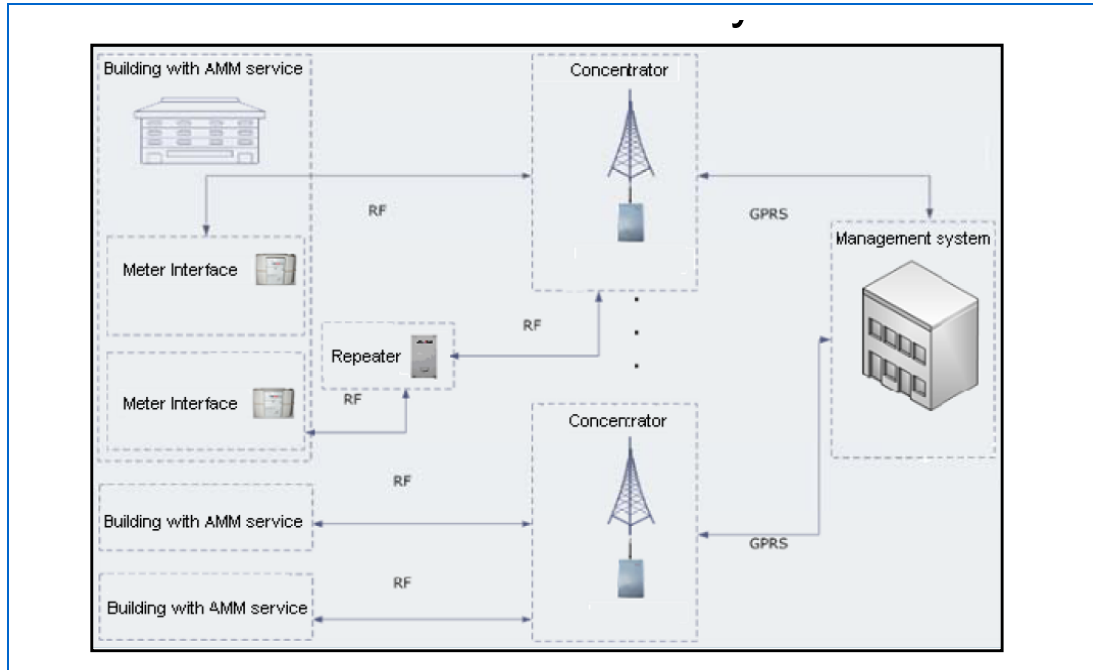 Building with AMM service
Concentrator
RF
GPRS
Meter Interface
Management system
RF
Repeater
Meter Interface
RF
Concentrator
RF
Building with AMM service
GPRS
RF
Building with AMM service